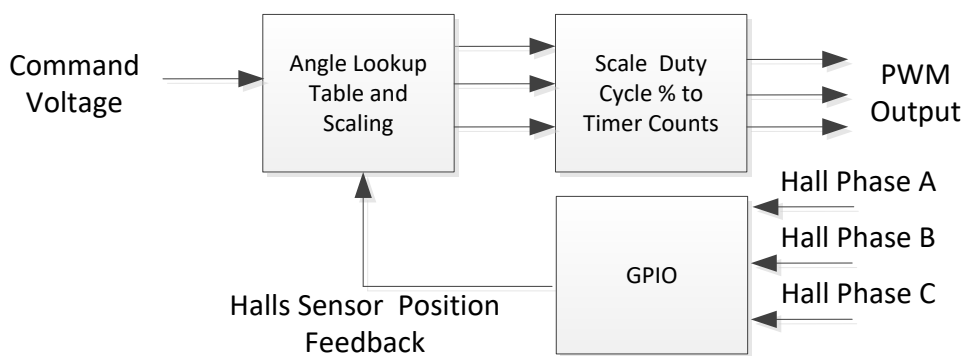 Command
Voltage
Angle Lookup
Table and
Scaling
Scale Duty
Cycle % to
Timer Counts
PWM
Output
Hall Phase A
Hall Phase B
Hall Phase C
GPIO
Halls Sensor Position
Feedback